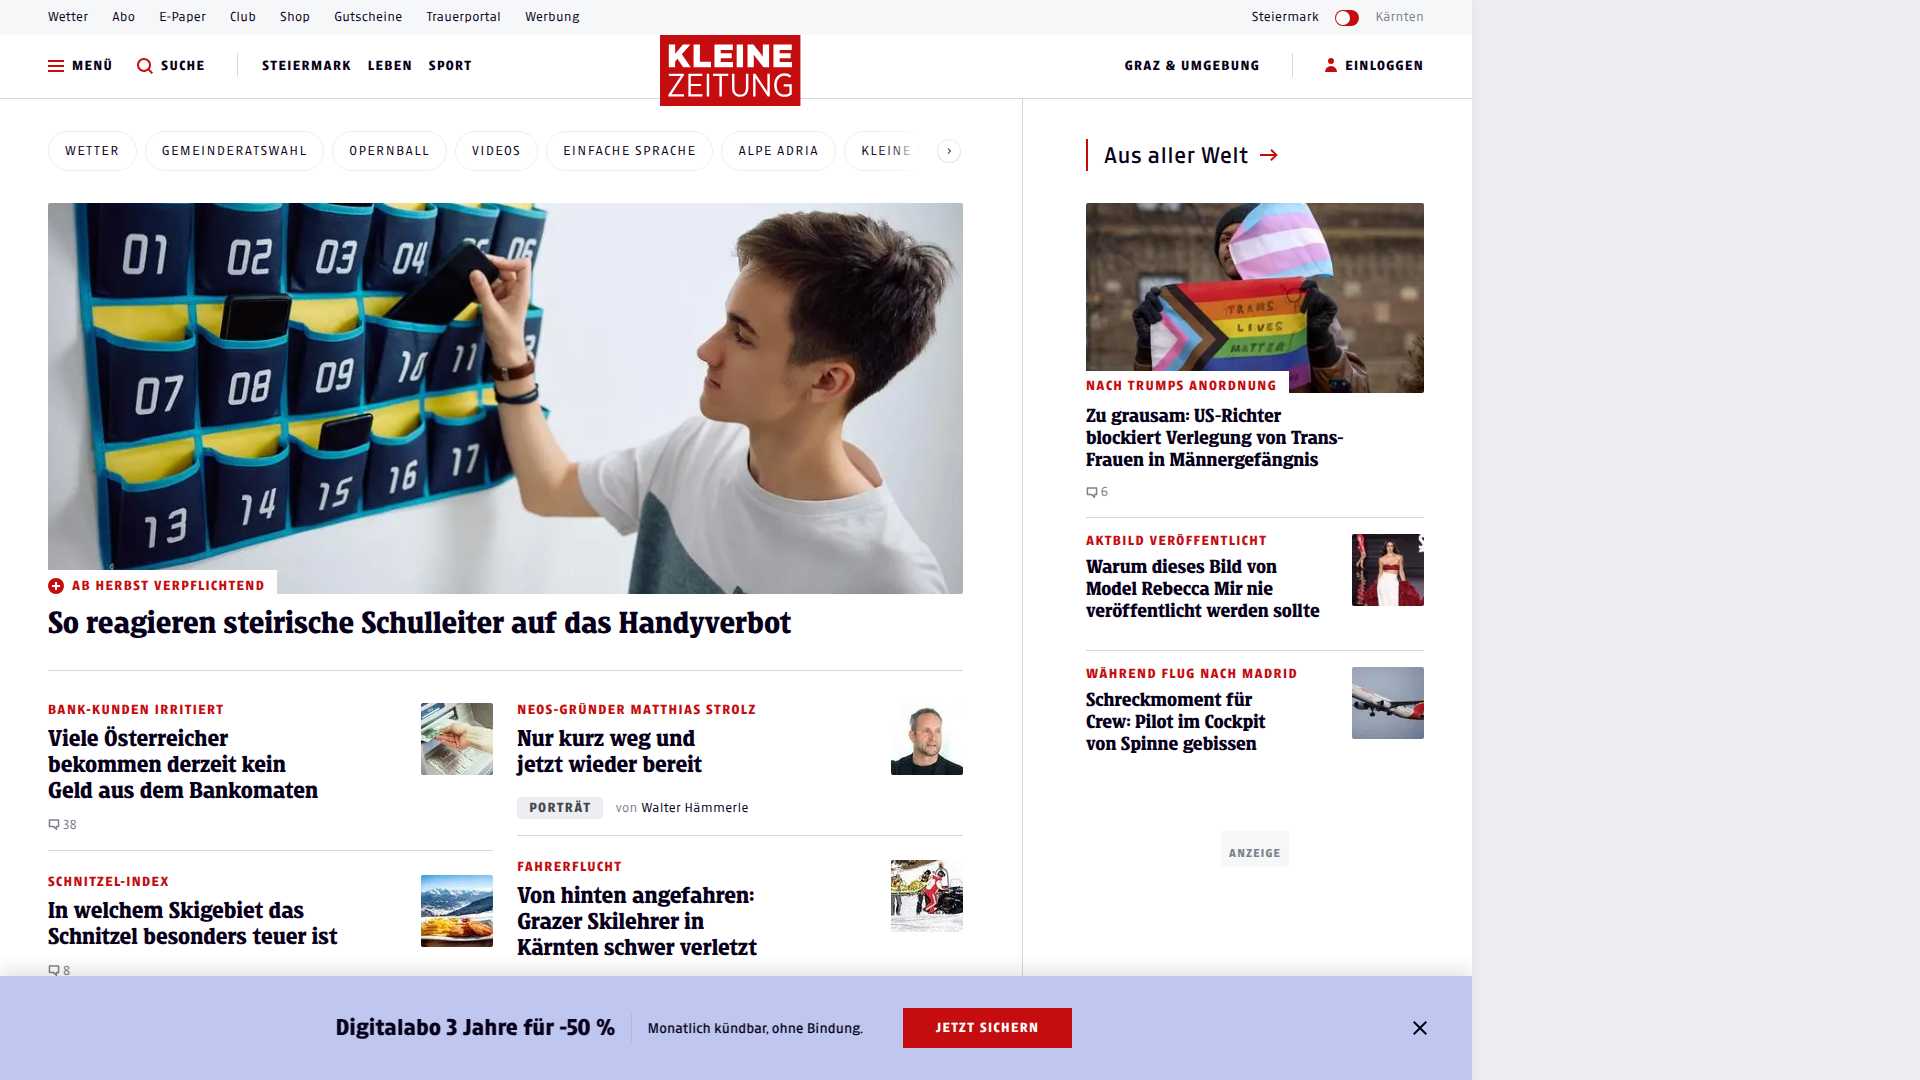 Wetter Abo E-Paper Club Shop Gutscheine Trauerportal Werbung Steiermark Kärnten
MENÜ SUCHE STEIERMARK LEBEN SPORT KLEINE ZEITUNG GRAZ & UMGEBUNG EINLOGGEN
WETTER GEMEINDERATSWAHL OPERNBALL VIDEOS EINFACHE SPRACHE ALPE ADRIA KLEINE
01 02 03 04 05 06
07 08 09 10 11
13 14 15 16 17
AB HERBST VERPFLICHTEND
So reagieren steirische Schulleiter auf das Handyverbot
BANK-KUNDEN IRRITIERT
Viele Österreicher
bekommen derzeit kein
Geld aus dem Bankomaten
38
SCHNITZEL-INDEX
In welchem Skigebiet das
Schnitzel besonders teuer ist
8
NEOS-GRÜNDER MATTHIAS STROLZ
Nur kurz weg und
jetzt wieder bereit
PORTRÄT von Walter Hämmerle
FAHRERFLUCHT
Von hinten angefahren:
Grazer Skilehrer in
Kärnten schwer verletzt
Aus aller Welt
TRANS
LIVES
MATTER
NACH TRUMPS ANORDNUNG
Zu grausam: US-Richter
blockiert Verlegung von Trans-
Frauen in Männergefängnis
6
AKTBILD VERÖFFENTLICHT
Warum dieses Bild von
Model Rebecca Mir nie
veröffentlicht werden sollte
WÄHREND FLUG NACH MADRID
Schreckmoment für
Crew: Pilot im Cockpit
von Spinne gebissen
ANZEIGE
Digitalabo 3 Jahre für -50 % Monatlich kündbar, ohne Bindung. JETZT SICHERN